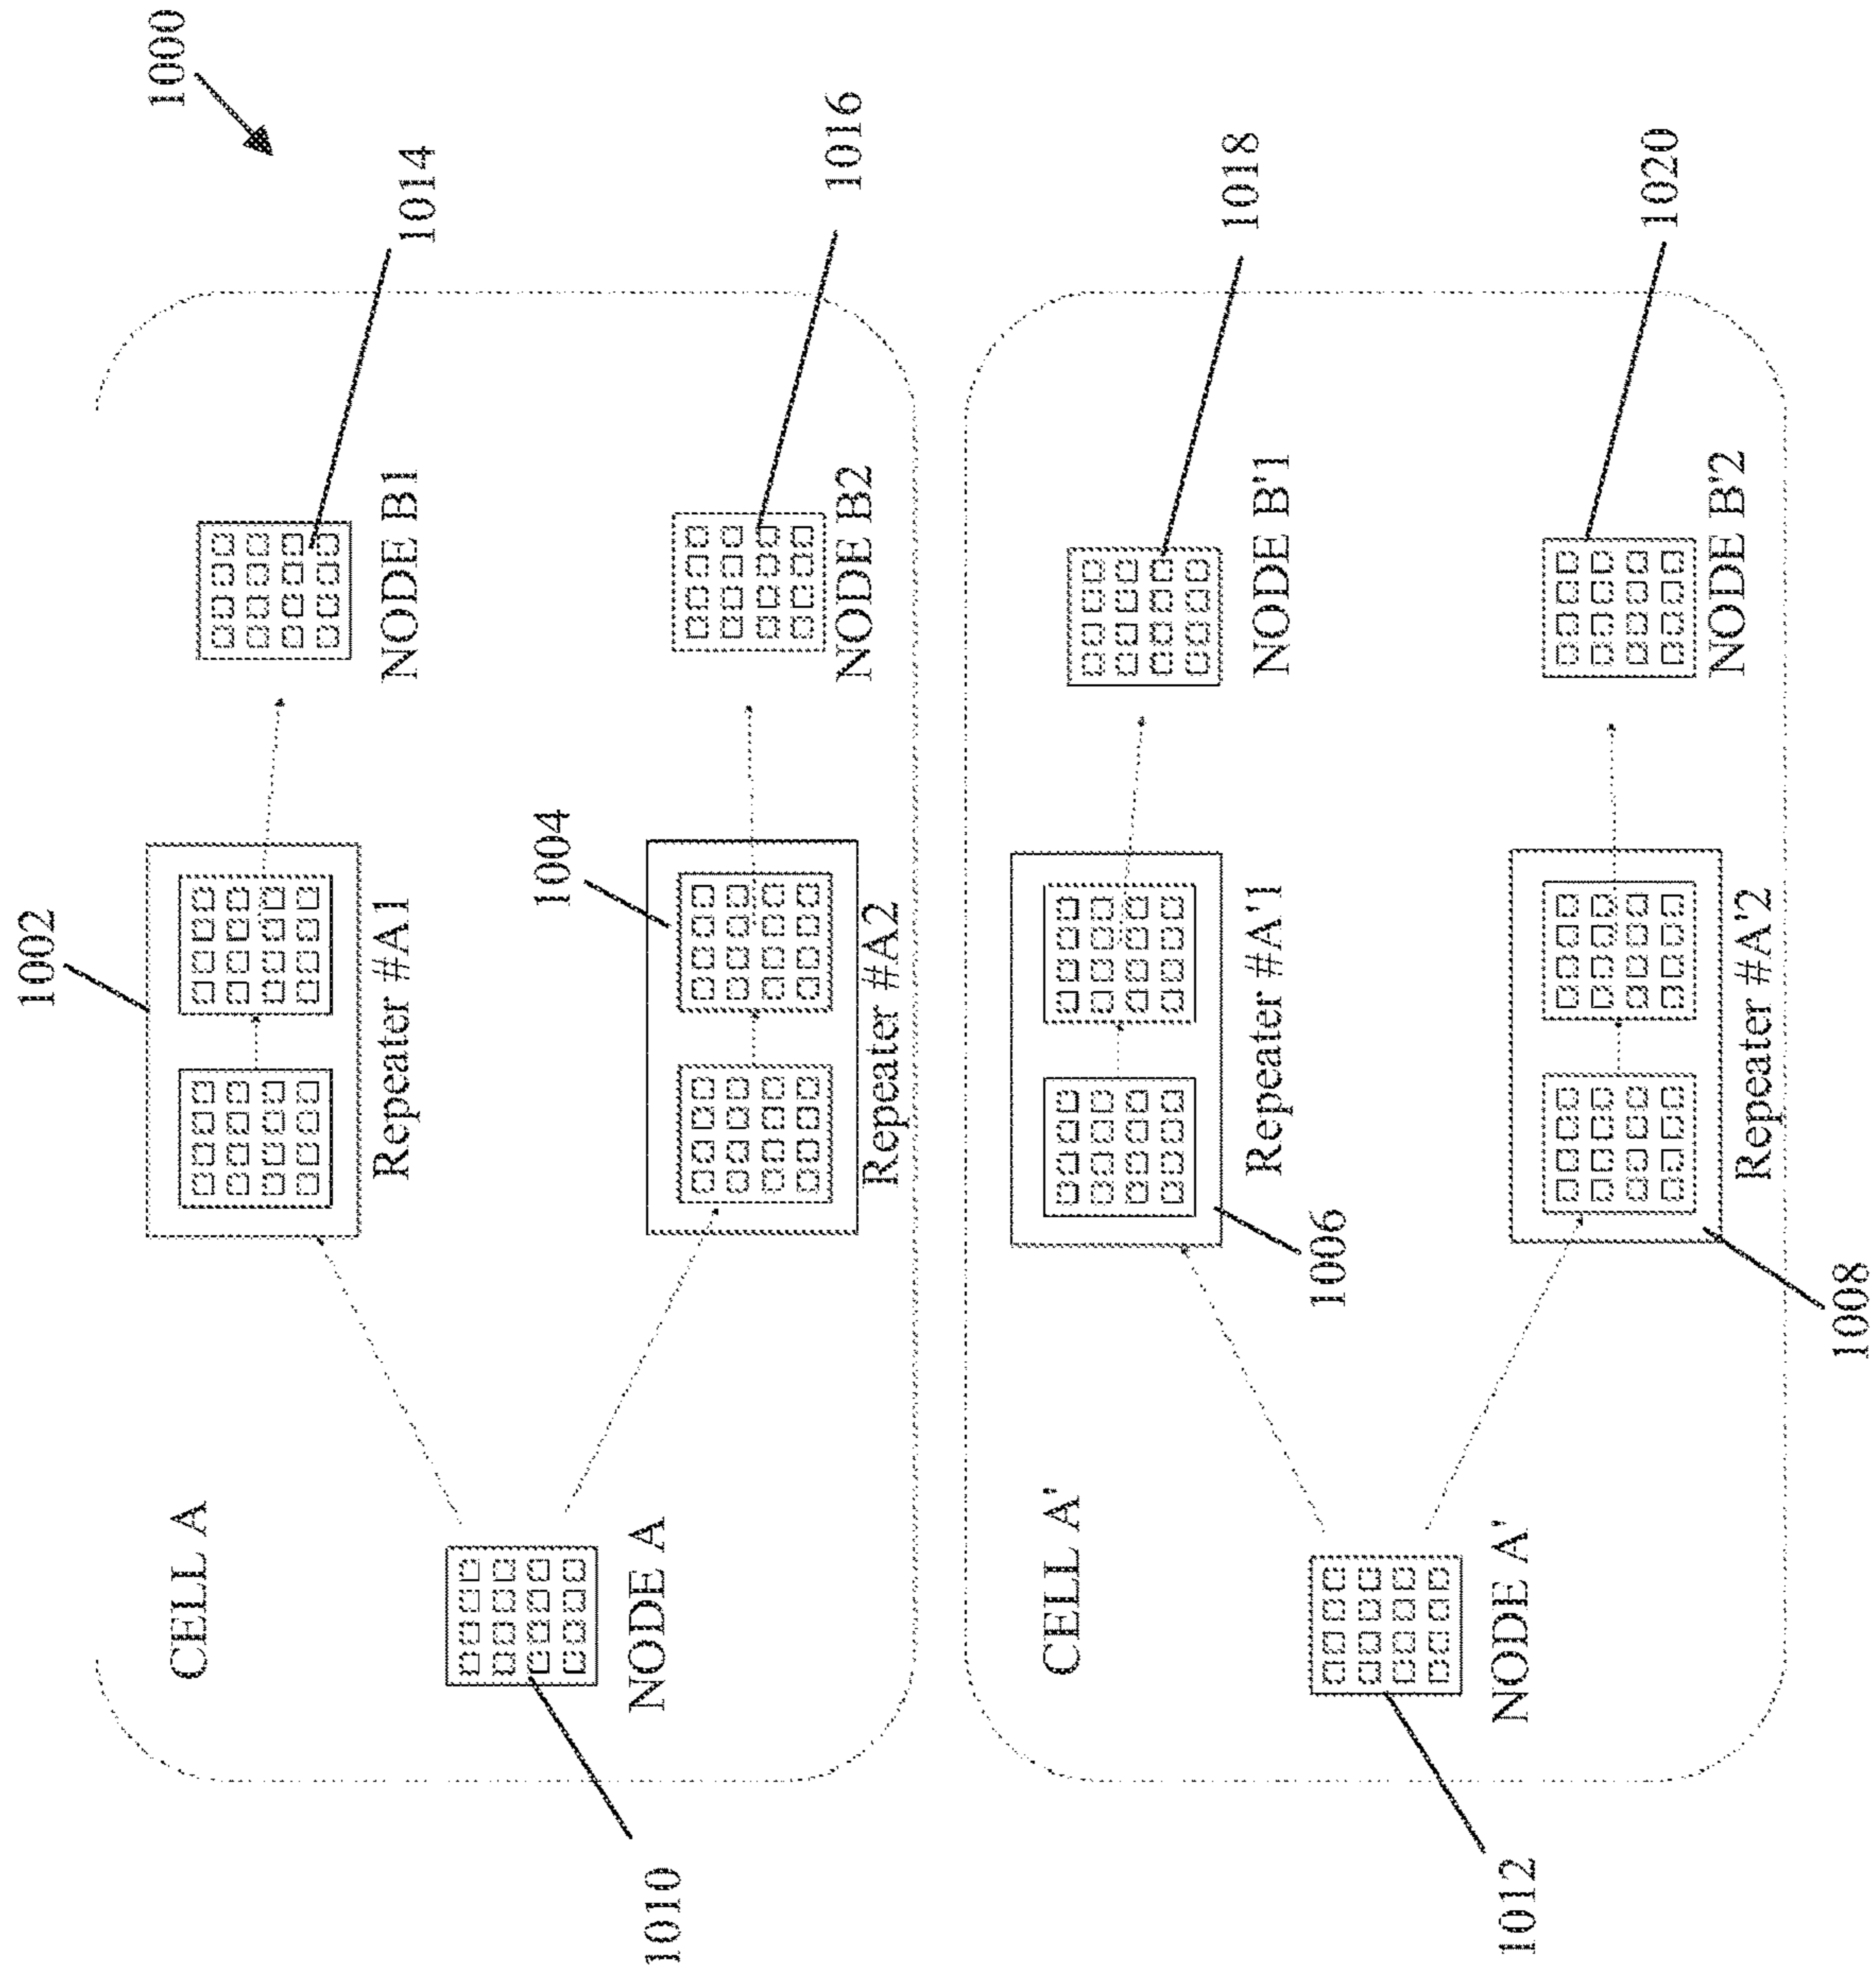 1000
1002
1014
CELL A
Repeater #A1
NODE B1
1004
1016
NODE A
Repeater #A2
NODE B2
1010
CELL A'
1006
Repeater #A'1
NODE B'1
1018
NODE A'
1012
1008
Repeater #A'2
NODE B'2
1020